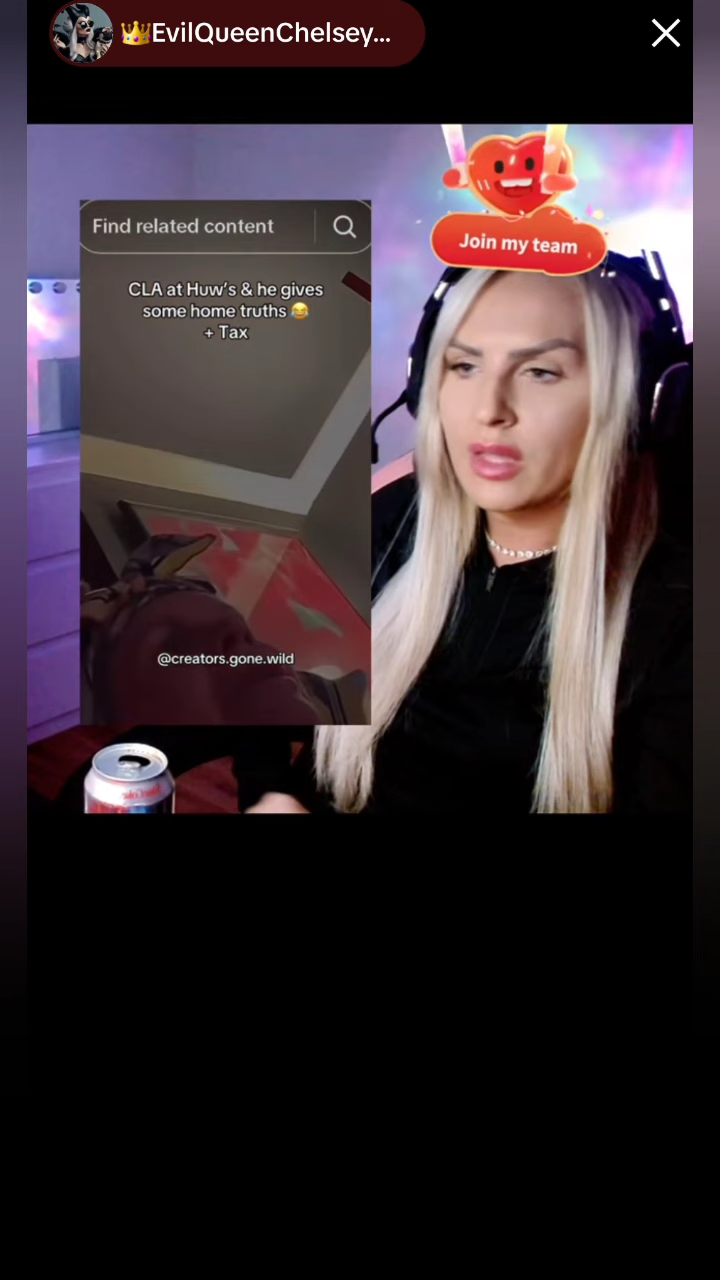 👑EvilQueenChelsey...
Join my team
Find related content
CLA at Huw's & he gives
some home truths 😂
+ Tax
@creators.gone.wild